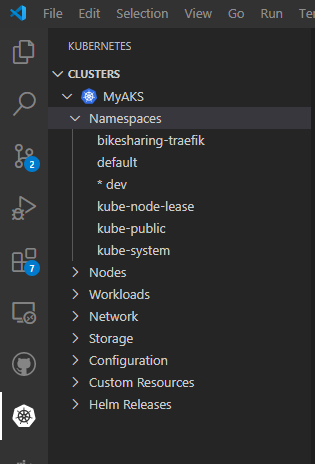 File Edit Selection View Go Run Terminal
KUBERNETES
CLUSTERS
MyAKS
Namespaces
bikesharing-traefik
default
* dev
kube-node-lease
kube-public
kube-system
2
7
Nodes
Workloads
Network
Storage
Configuration
Custom Resources
Helm Releases